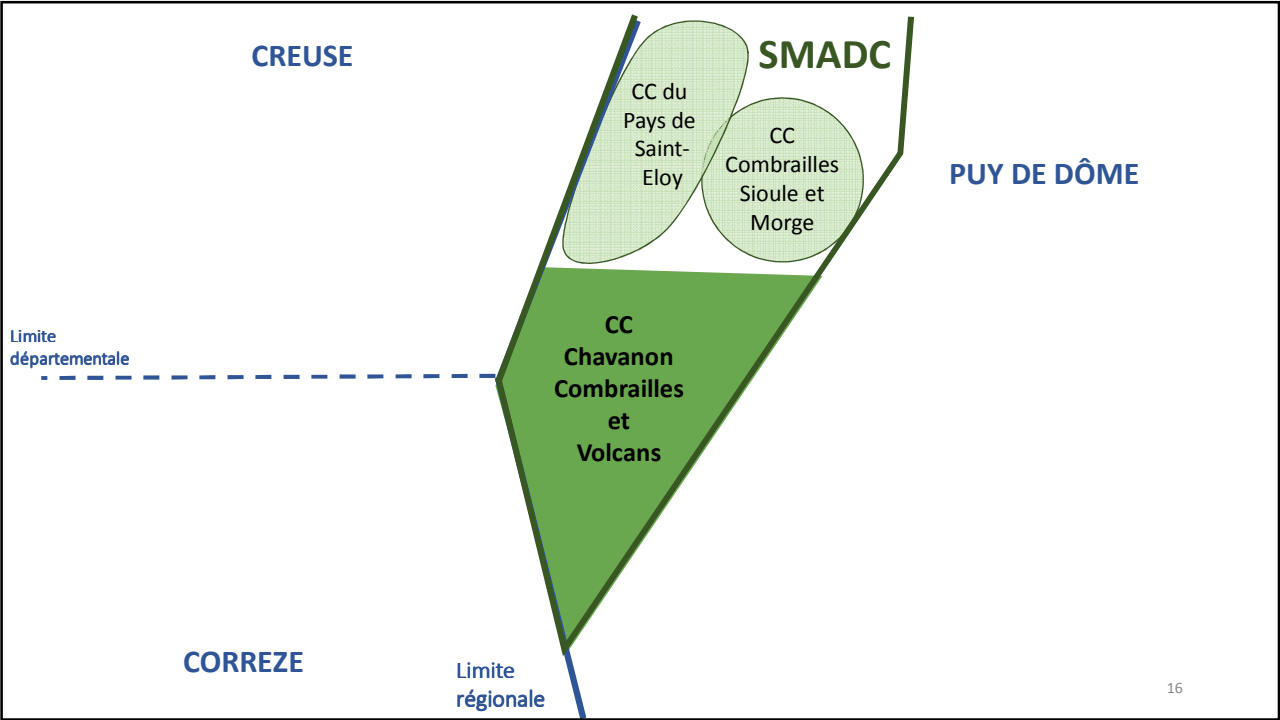 CREUSE
SMADC
CC du
Pays de
Saint-
Eloy
CC
Combrailles
Sioule et
Morge
PUY DE DÔME
CC
Chavanon
Combrailles
et
Volcans
Limite
départementale
CORREZE
Limite
régionale
16